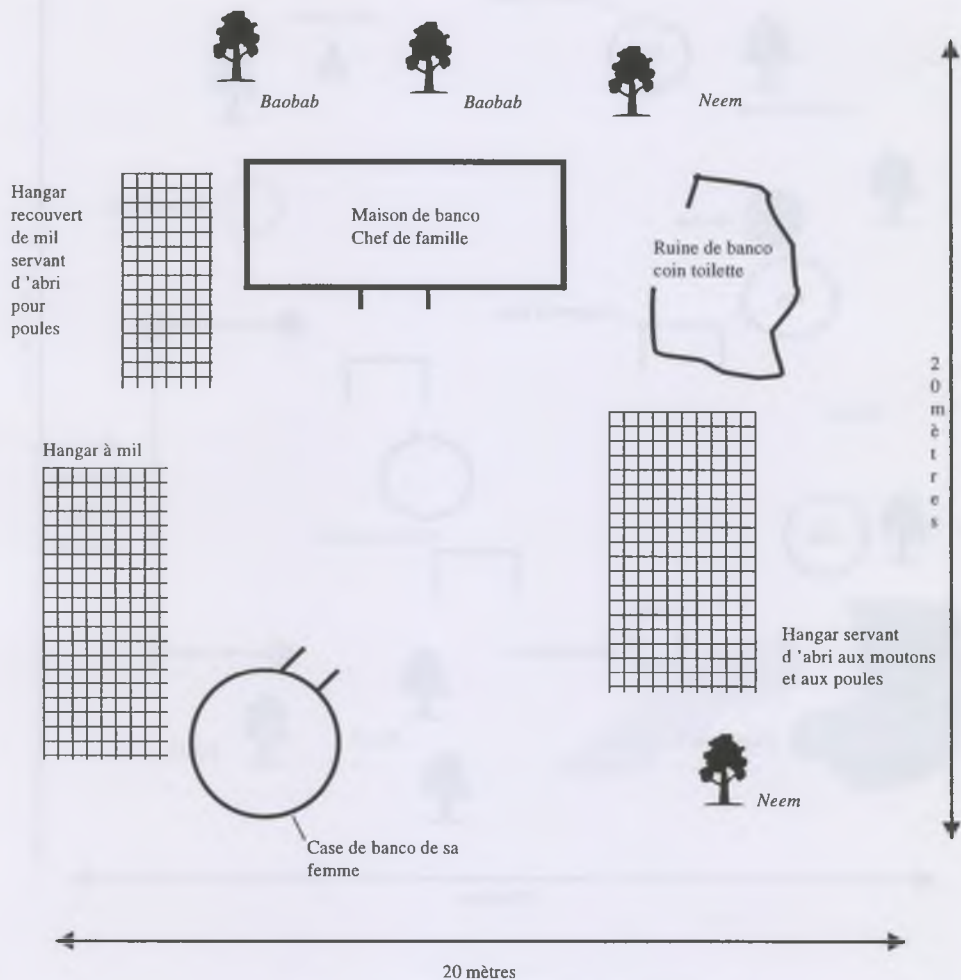 Baobab
Baobab
Neem
Hangar
recouvert
de mil
servant
d 'abri
pour
poules
Maison de banco
Chef de famille
Ruine de banco
coin toilette
20 mètres
Hangar à mil
Hangar servant
d 'abri aux moutons
et aux poules
Neem
Case de banco de sa
femme
20 mètres